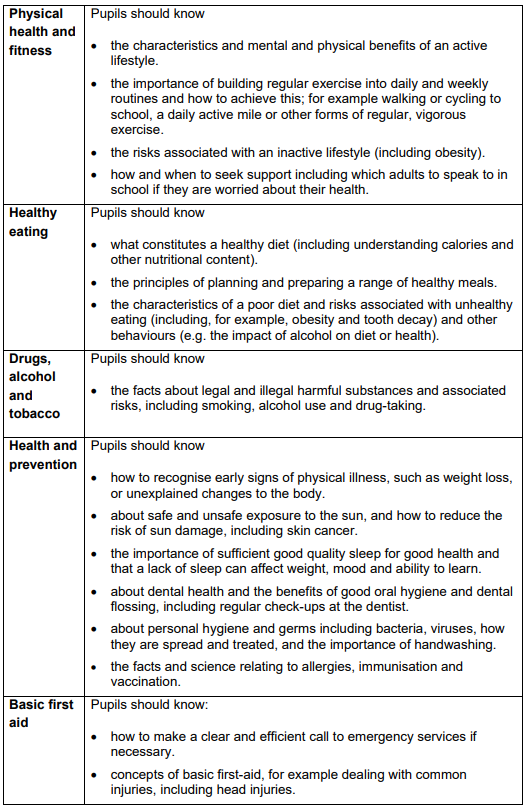 Physical
health and
fitness
Pupils should know
• the characteristics and mental and physical benefits of an active
lifestyle.
• the importance of building regular exercise into daily and weekly
routines and how to achieve this; for example walking or cycling to
school, a daily active mile or other forms of regular, vigorous
exercise.
• the risks associated with an inactive lifestyle (including obesity).
• how and when to seek support including which adults to speak to in
school if they are worried about their health.
Healthy
eating
Pupils should know
• what constitutes a healthy diet (including understanding calories and
other nutritional content).
• the principles of planning and preparing a range of healthy meals.
• the characteristics of a poor diet and risks associated with unhealthy
eating (including, for example, obesity and tooth decay) and other
behaviours (e.g. the impact of alcohol on diet or health).
Drugs,
alcohol
and
tobacco
Pupils should know
• the facts about legal and illegal harmful substances and associated
risks, including smoking, alcohol use and drug-taking.
Health and
prevention
Pupils should know
• how to recognise early signs of physical illness, such as weight loss,
or unexplained changes to the body.
• about safe and unsafe exposure to the sun, and how to reduce the
risk of sun damage, including skin cancer.
• the importance of sufficient good quality sleep for good health and
that a lack of sleep can affect weight, mood and ability to learn.
• about dental health and the benefits of good oral hygiene and dental
flossing, including regular check-ups at the dentist.
• about personal hygiene and germs including bacteria, viruses, how
they are spread and treated, and the importance of handwashing.
• the facts and science relating to allergies, immunisation and
vaccination.
Basic first
aid
Pupils should know:
• how to make a clear and efficient call to emergency services if
necessary.
• concepts of basic first-aid, for example dealing with common
injuries, including head injuries.